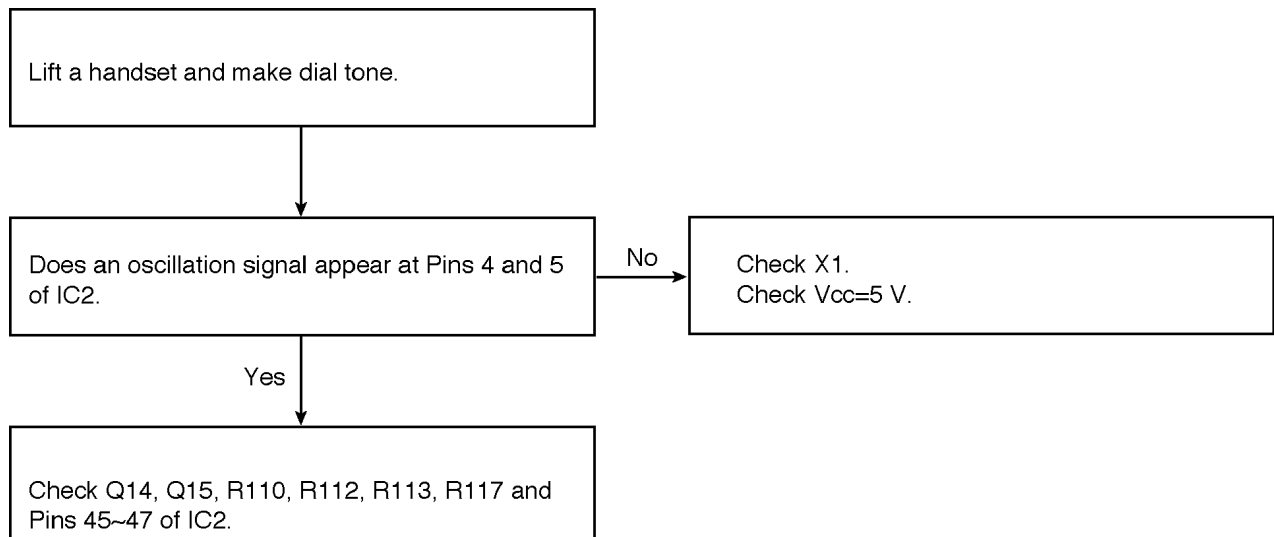 Lift a handset and make dial tone.
Does an oscillation signal appear at Pins 4 and 5
of IC2.
No
Check X1.
Check Vcc=5 V.
Yes
Check Q14, Q15, R110, R112, R113, R117 and
Pins 45~47 of IC2.